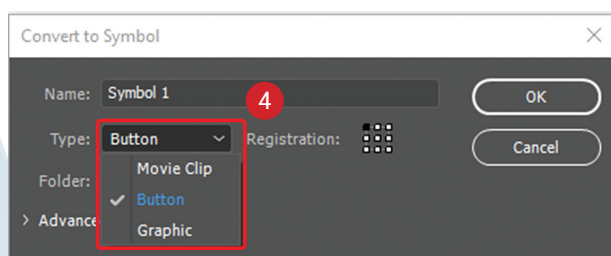 Convert to Symbol
Name: Symbol 1
4
OK
Type: Button Registration:
Cancel
Movie Clip
Folder:
Button
Advance
Graphic